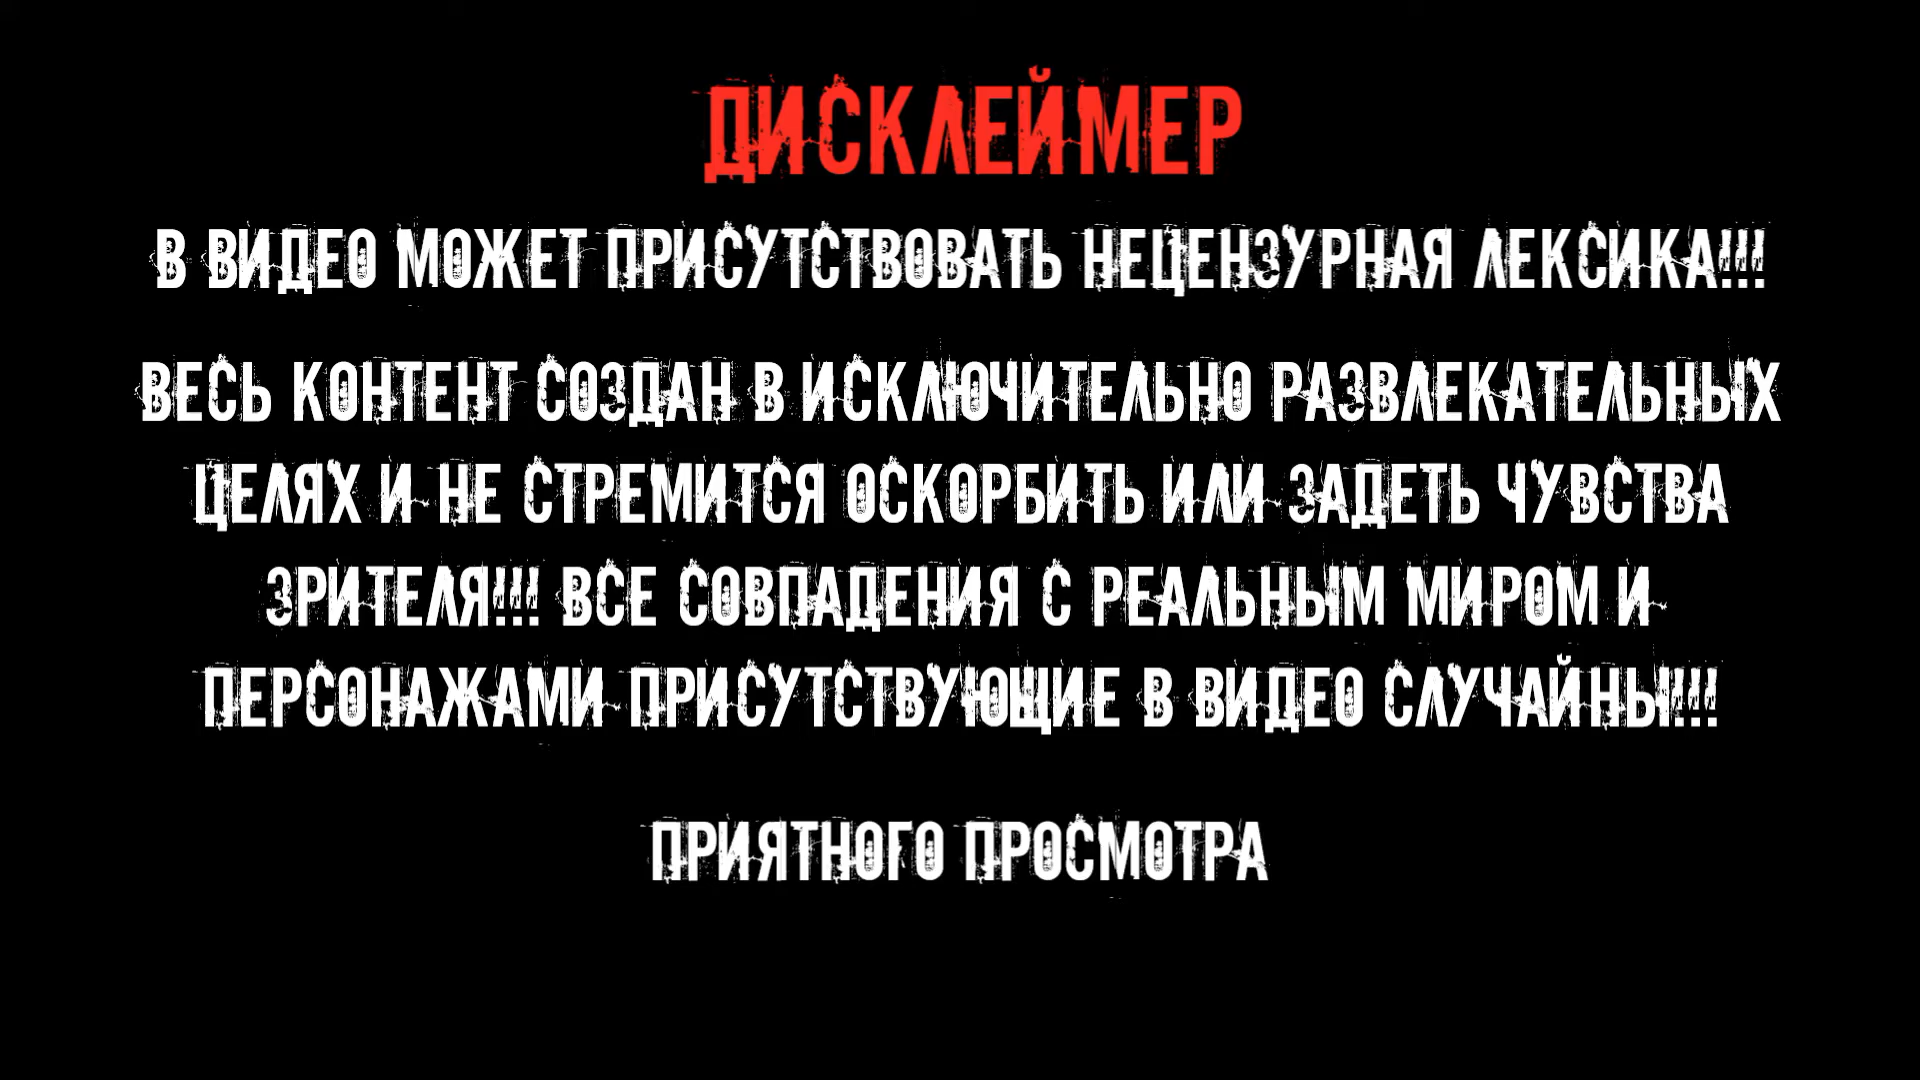 ДИСКЛЕЙМЕР
В ВИДЕО МОЖЕТ ПРИСУТСТВОВАТЬ НЕЦЕНЗУРНАЯ ЛЕКСИКА!!!
ВЕСЬ КОНТЕНТ СОЗДАН В ИСКЛЮЧИТЕЛЬНО РАЗВЛЕКАТЕЛЬНЫХ
ЦЕЛЯХ И НЕ СТРЕМИТСЯ ОСКОРБИТЬ ИЛИ ЗАДЕТЬ ЧУВСТВА
ЗРИТЕЛЯ!!! ВСЕ СОВПАДЕНИЯ С РЕАЛЬНЫМ МИРОМ И
ПЕРСОНАЖАМИ ПРИСУТСТВУЮЩИЕ В ВИДЕО СЛУЧАЙНЫ!!!
ПРИЯТНОГО ПРОСМОТРА